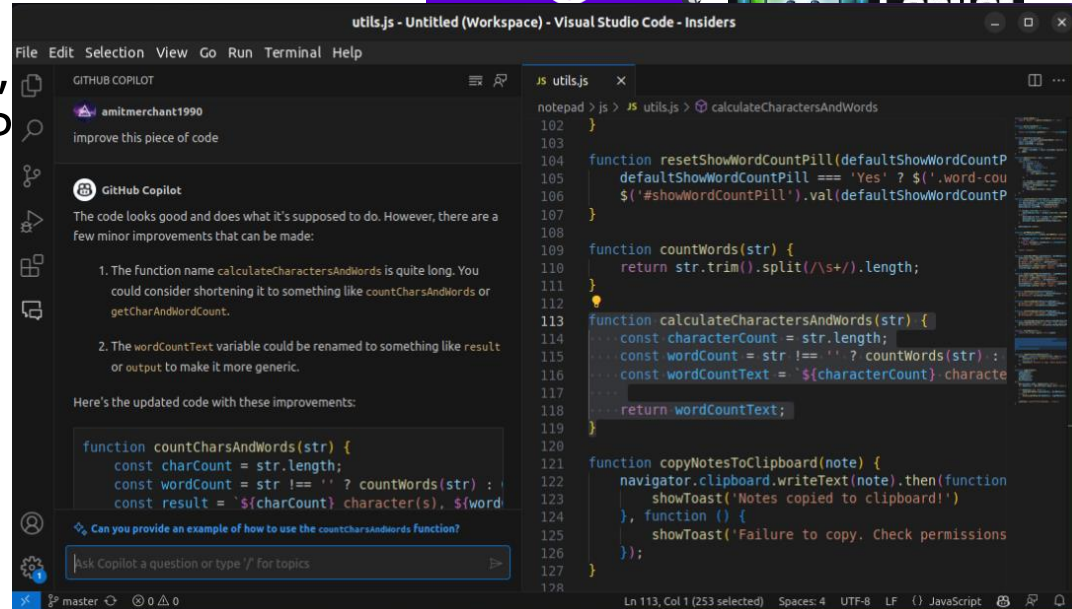 utils.js - Untitled (Workspace) - Visual Studio Code - Insiders
File Edit Selection View Go Run Terminal Help
GITHUB COPILOT
amitmerchant1990
improve this piece of code
GitHub Copilot
The code looks good and does what it's supposed to do. However, there are a
few minor improvements that can be made:
1. The function name calculateCharactersAndWords is quite long. You
could consider shortening it to something like countCharsAndWords or
getCharAndWordCount.
2. The wordCountText variable could be renamed to something like result
or output to make it more generic.
Here's the updated code with these improvements:
function countCharsAndWords(str) {
const charCount = str.length;
const wordCount = str !== '' ? countWords(str) :
const result = `${charCount} character(s), ${word
Can you provide an example of how to use the countCharsAndWords function?
Ask Copilot a question or type '/' for topics
JS utils.js
notepad > js > JS utils.js > calculateCharactersAndWords
102 }
103
104 function resetShowWordCountPill(defaultShowWordCountP
105 defaultShowWordCountPill === 'Yes' ? $('.word-cou
106 $('#showWordCountPill').val(defaultShowWordCountP
107 }
108
109 function countWords(str) {
110 return str.trim().split(/\s+/).length;
111 }
112
113 function calculateCharactersAndWords(str) {
114 const characterCount = str.length;
115 const wordCount = str !== '' ? countWords(str) :
116 const wordCountText = `${characterCount} characte
117
118 return wordCountText;
119 }
120
121 function copyNotesToClipboard(note) {
122 navigator.clipboard.writeText(note).then(function
123 showToast('Notes copied to clipboard!')
124 }, function () {
125 showToast('Failure to copy. Check permissions
126 });
127 }
128
1
master 0 0 Ln 113, Col 1 (253 selected) Spaces: 4 UTF-8 LF {} JavaScript